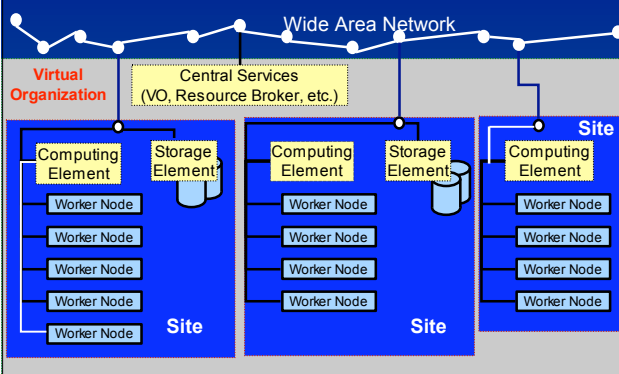 Wide Area Network
Virtual
Organization
Central Services
(VO, Resource Broker, etc.)
Computing
Element
Storage
Element
Worker Node
Worker Node
Worker Node
Worker Node
Worker Node
Site
Computing
Element
Storage
Element
Worker Node
Worker Node
Worker Node
Worker Node
Site
Site
Computing
Element
Worker Node
Worker Node
Worker Node
Worker Node